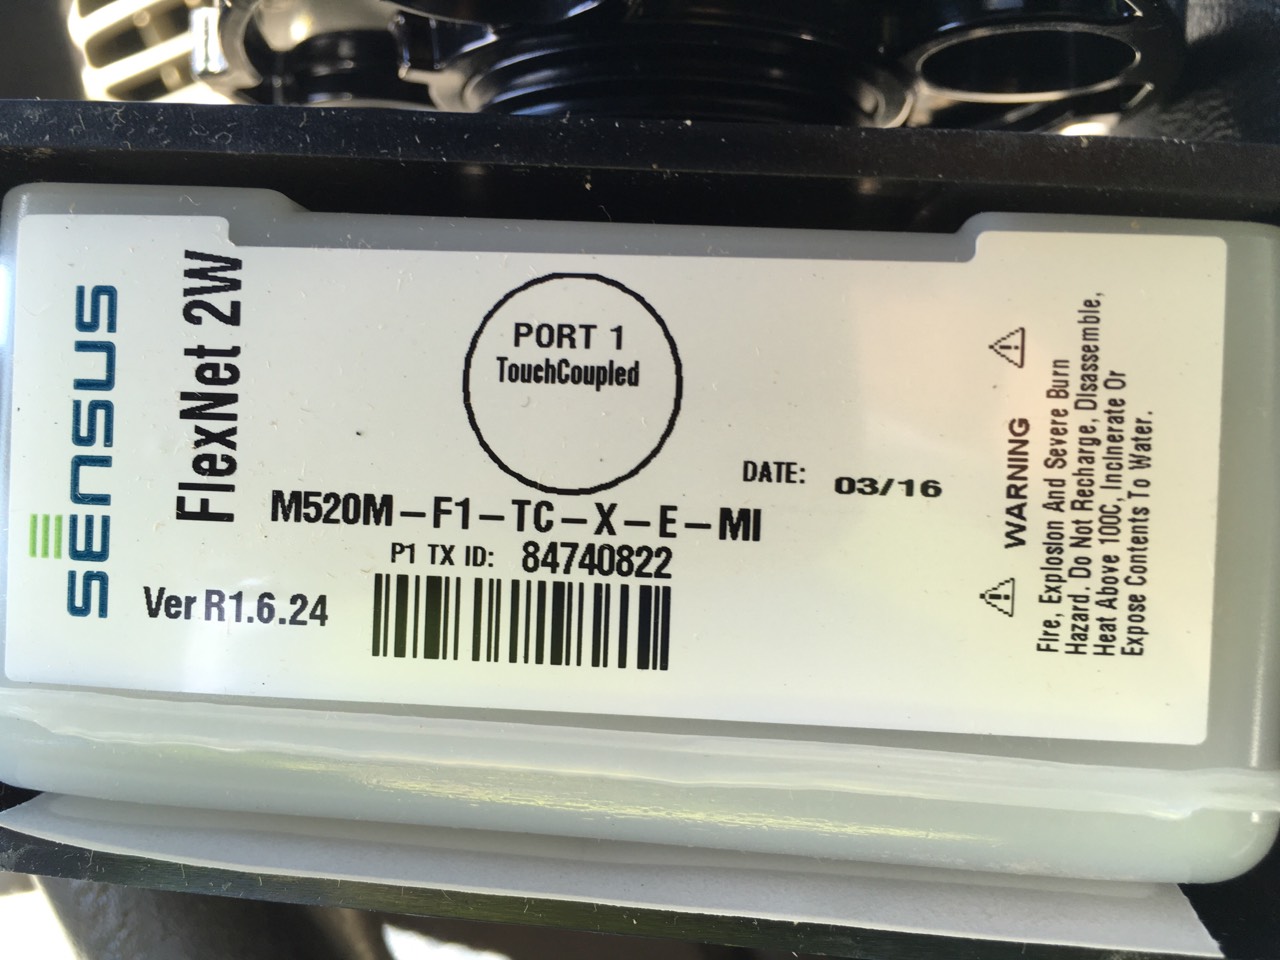 SENSUS
FlexNet 2W
PORT 1
TouchCoupled
DATE: 03/16
M520M-F1-TC-X-E-MI
P1 TX ID: 84740822
Ver R1.6.24
WARNING
Fire, Explosion And Severe Burn
Hazard. Do Not Recharge, Disassemble,
Heat Above 100C, Incinerate Or
Expose Contents To Water.